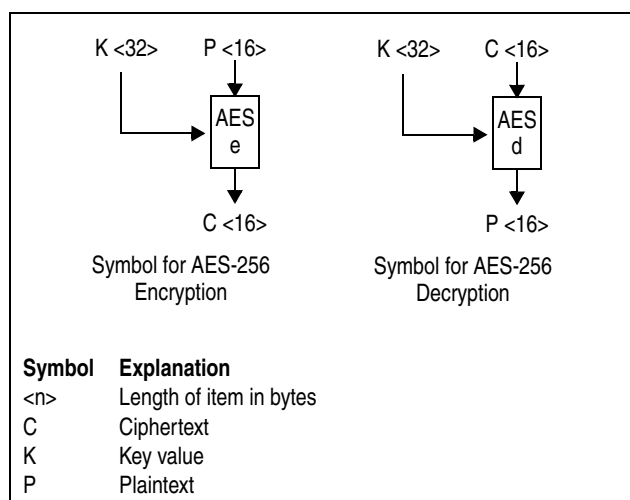 K <32> P <16>
AES
e
C <16>
Symbol for AES-256
Encryption
K <32> C <16>
AES
d
P <16>
Symbol for AES-256
Decryption
Symbol Explanation
<n> Length of item in bytes
C Ciphertext
K Key value
P Plaintext